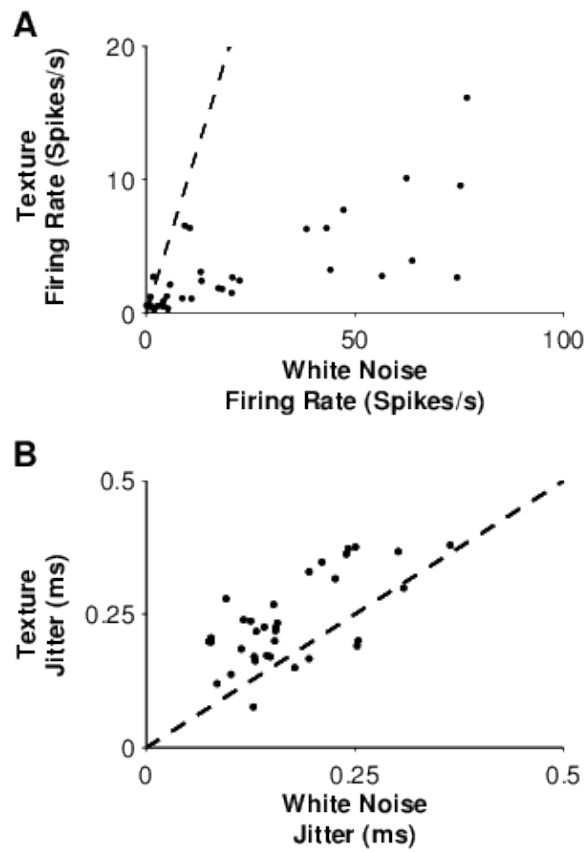 A
Texture
Firing Rate (Spikes/s)
20
10
0
0
50
100
White Noise
Firing Rate (Spikes/s)
B
Texture
Jitter (ms)
0.5
0.25
0
0
0.25
0.5
White Noise
Jitter (ms)